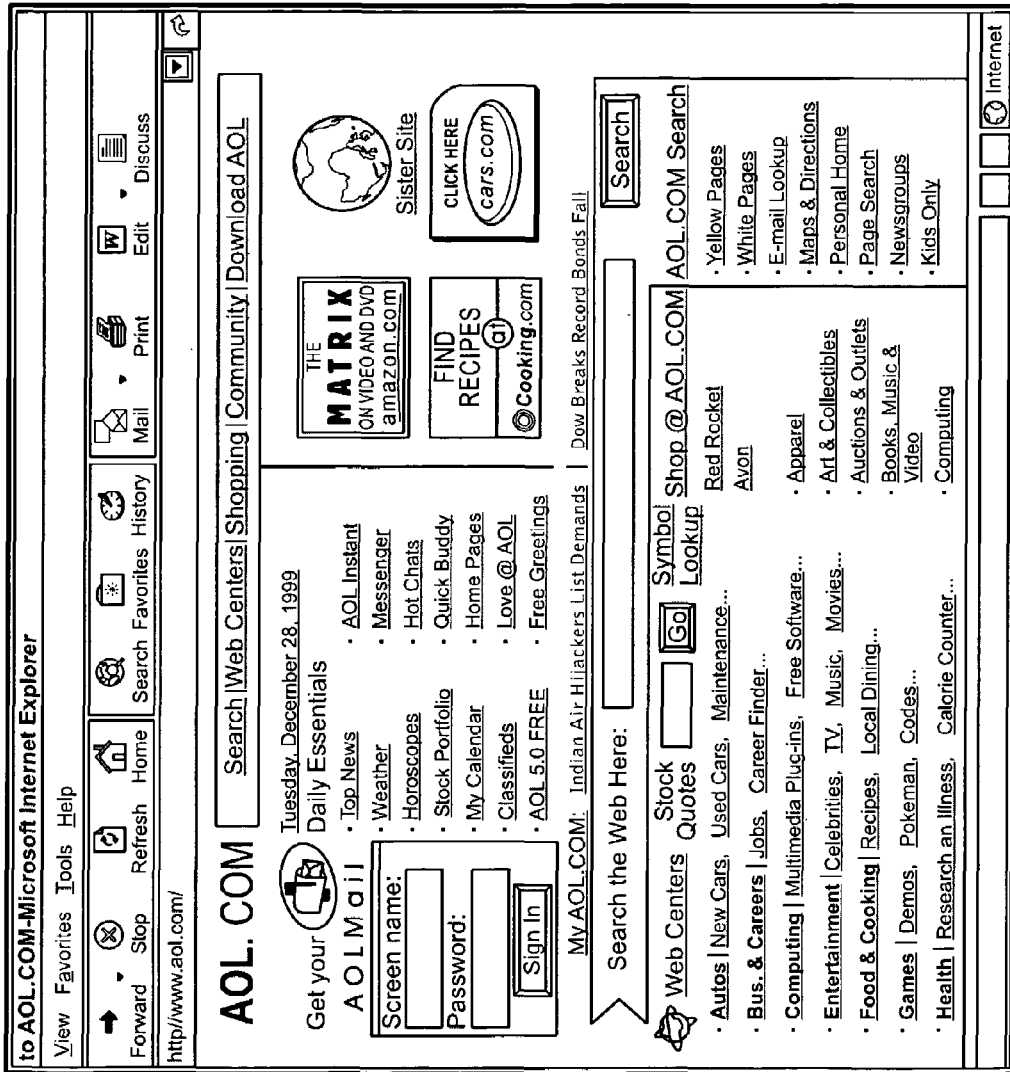 to AOL.COM-Microsoft Internet Explorer
View Favorites Tools Help
Forward Stop Refresh Home Search Favorites History Mail Print Edit Discuss
http//www.aol.com/
AOL. COM
Search | Web Centers | Shopping | Community | Download AOL
Get your
AOLMail
Screen name:
Password:
Sign In
Tuesday, December 28, 1999
Daily Essentials
· Top News
· Weather
· Horoscopes
· Stock Portfolio
· My Calendar
· Classifieds
· AOL 5.0 FREE
· AOL Instant
· Messenger
· Hot Chats
· Quick Buddy
· Home Pages
· Love @ AOL
· Free Greetings
THE
MATRIX
ON VIDEO AND DVD
amazon.com
Sister Site
FIND
RECIPES
at
Cooking.com
CLICK HERE
cars.com
My AOL.COM: Indian Air Hijackers List Demands | Dow Breaks Record Bonds Fall
Search the Web Here:
Search
Web Centers
Stock
Quotes
Go
Symbol
Lookup
· Autos | New Cars, Used Cars, Maintenance...
· Bus. & Careers | Jobs, Career Finder...
· Computing | Multimedia Plug-ins, Free Software...
· Entertainment | Celebrities, TV, Music, Movies...
· Food & Cooking | Recipes, Local Dining...
· Games | Demos, Pokeman, Codes...
· Health | Research an Illness, Calorie Counter...
Shop @ AOL.COM
Red Rocket
Avon
· Apparel
· Art & Collectibles
· Auctions & Outlets
· Books, Music &
Video
· Computing
AOL.COM Search
· Yellow Pages
· White Pages
· E-mail Lookup
· Maps & Directions
· Personal Home
· Page Search
· Newsgroups
· Kids Only
Internet